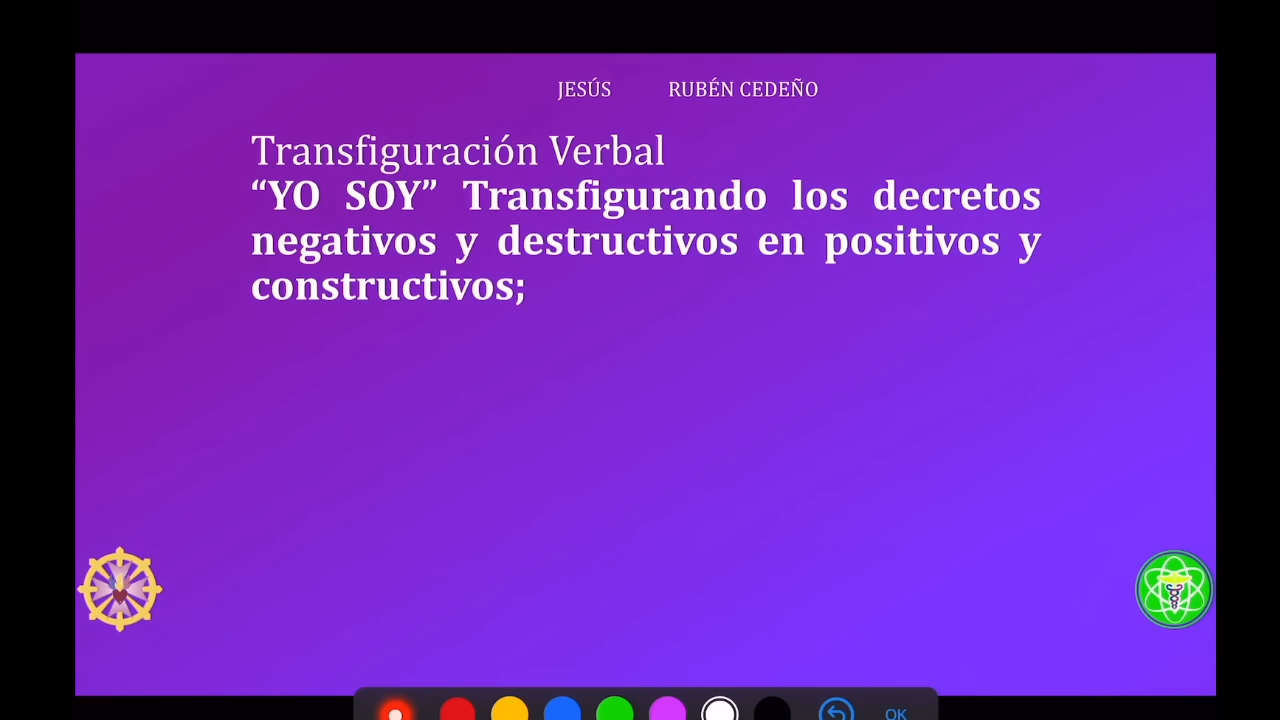 JESÚS RUBÉN CEDEÑO
Transfiguración Verbal
“YO SOY” Transfigurando los decretos
negativos y destructivos en positivos y
constructivos;
OK